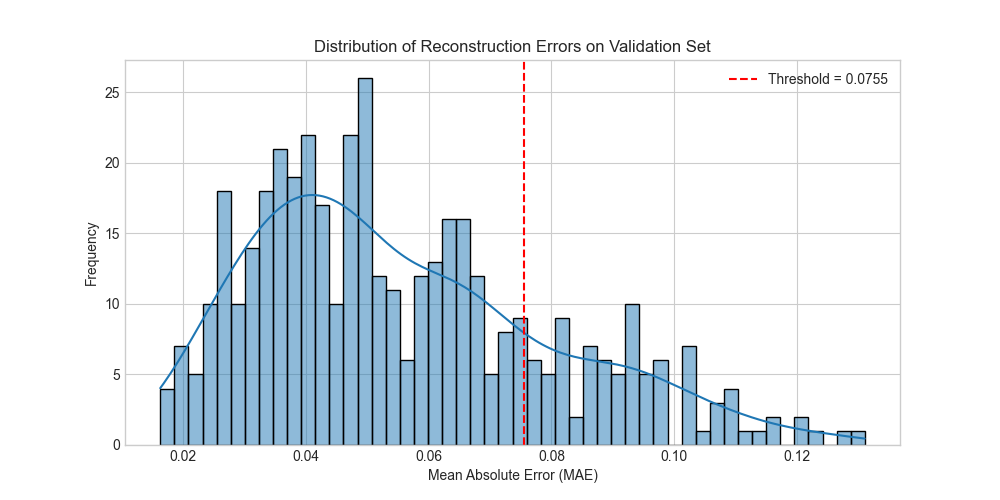 Distribution of Reconstruction Errors on Validation Set
Threshold = 0.0755
25
20
15
10
5
0
Frequency
0.02 0.04 0.06 0.08 0.10 0.12
Mean Absolute Error (MAE)